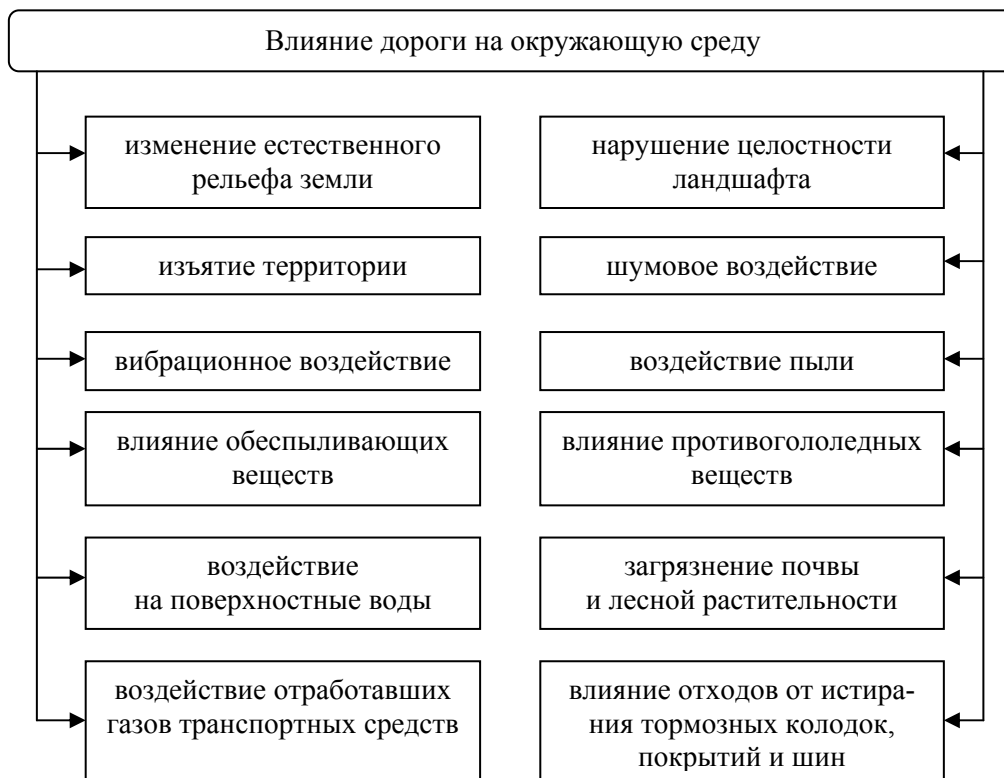 Влияние дороги на окружающую среду
изменение естественного
рельефа земли
нарушение целостности
ландшафта
изъятие территории
шумовое воздействие
вибрационное воздействие
воздействие пыли
влияние обеспыливающих
веществ
влияние противогололедных
веществ
воздействие
на поверхностные воды
загрязнение почвы
и лесной растительности
воздействие отработавших
газов транспортных средств
влияние отходов от истира-
ния тормозных колодок,
покрытий и шин